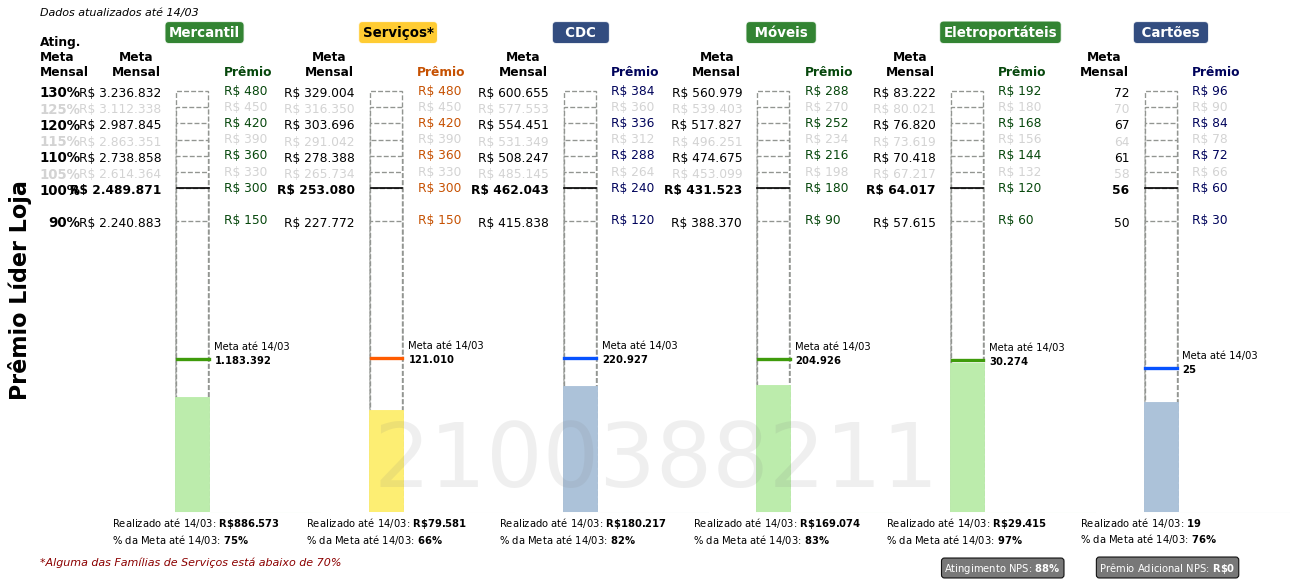 Dados atualizados até 14/03
Mercantil Serviços* CDC Móveis Eletroportáteis Cartões
Ating.
Meta Meta Meta Meta Meta Meta Meta
Mensal Mensal Prêmio Mensal Prêmio Mensal Prêmio Mensal Prêmio Mensal Prêmio Mensal Prêmio
130% R$ 3.236.832 R$ 480 R$ 329.004 R$ 480 R$ 600.655 R$ 384 R$ 560.979 R$ 288 R$ 83.222 R$ 192 72 R$ 96
125% R$ 3.112.338 R$ 450 R$ 316.350 R$ 450 R$ 577.553 R$ 360 R$ 539.403 R$ 270 R$ 80.021 R$ 180 70 R$ 90
120% R$ 2.987.845 R$ 420 R$ 303.696 R$ 420 R$ 554.451 R$ 336 R$ 517.827 R$ 252 R$ 76.820 R$ 168 67 R$ 84
115% R$ 2.863.351 R$ 390 R$ 291.042 R$ 390 R$ 531.349 R$ 312 R$ 496.251 R$ 234 R$ 73.619 R$ 156 64 R$ 78
110% R$ 2.738.858 R$ 360 R$ 278.388 R$ 360 R$ 508.247 R$ 288 R$ 474.675 R$ 216 R$ 70.418 R$ 144 61 R$ 72
105% R$ 2.614.364 R$ 330 R$ 265.734 R$ 330 R$ 485.145 R$ 264 R$ 453.099 R$ 198 R$ 67.217 R$ 132 58 R$ 66
100% R$ 2.489.871 R$ 300 R$ 253.080 R$ 300 R$ 462.043 R$ 240 R$ 431.523 R$ 180 R$ 64.017 R$ 120 56 R$ 60
90% R$ 2.240.883 R$ 150 R$ 227.772 R$ 150 R$ 415.838 R$ 120 R$ 388.370 R$ 90 R$ 57.615 R$ 60 50 R$ 30
Prêmio Líder Loja
Meta até 14/03 Meta até 14/03 Meta até 14/03 Meta até 14/03 Meta até 14/03 Meta até 14/03
1.183.392 121.010 220.927 204.926 30.274 25
2100388211
Realizado até 14/03: R$886.573 Realizado até 14/03: R$79.581 Realizado até 14/03: R$180.217 Realizado até 14/03: R$169.074 Realizado até 14/03: R$29.415 Realizado até 14/03: 19
% da Meta até 14/03: 75% % da Meta até 14/03: 66% % da Meta até 14/03: 82% % da Meta até 14/03: 83% % da Meta até 14/03: 97% % da Meta até 14/03: 76%
*Alguma das Famílias de Serviços está abaixo de 70% Atingimento NPS: 88% Prêmio Adicional NPS: R$0